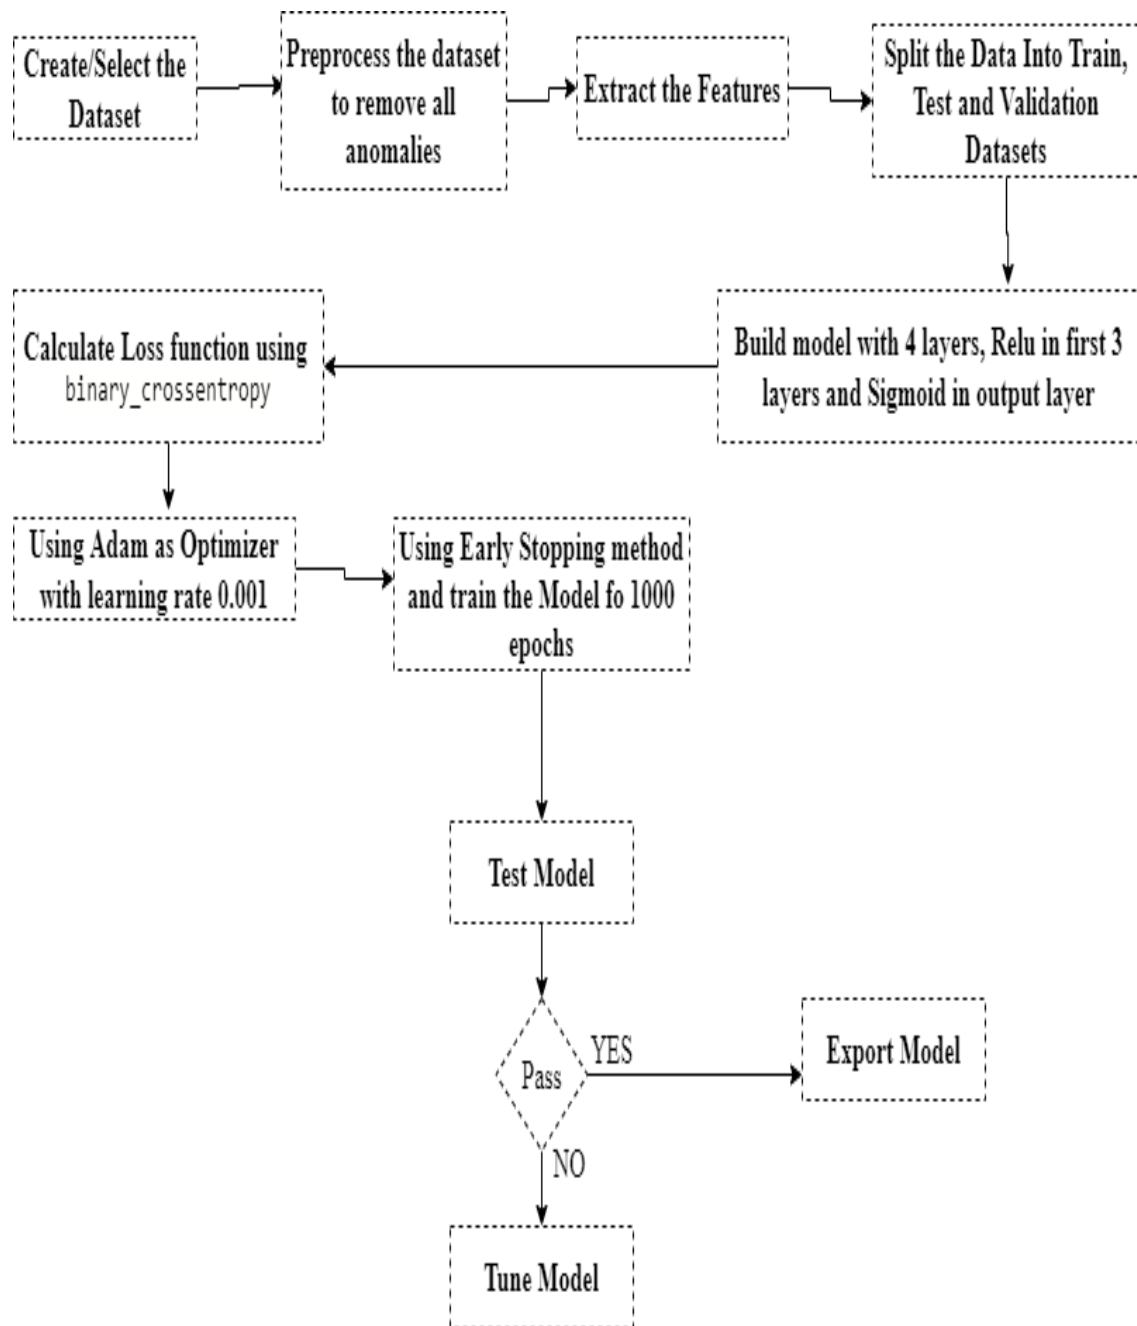 Create/Select the
Dataset
Preprocess the dataset
to remove all
anomalies
Extract the Features
Split the Data Into Train,
Test and Validation
Datasets
Build model with 4 layers, Relu in first 3
layers and Sigmoid in output layer
Calculate Loss function using
binary_crossentropy
Using Adam as Optimizer
with learning rate 0.001
Using Early Stopping method
and train the Model fo 1000
epochs
Test Model
Pass
YES
Export Model
NO
Tune Model